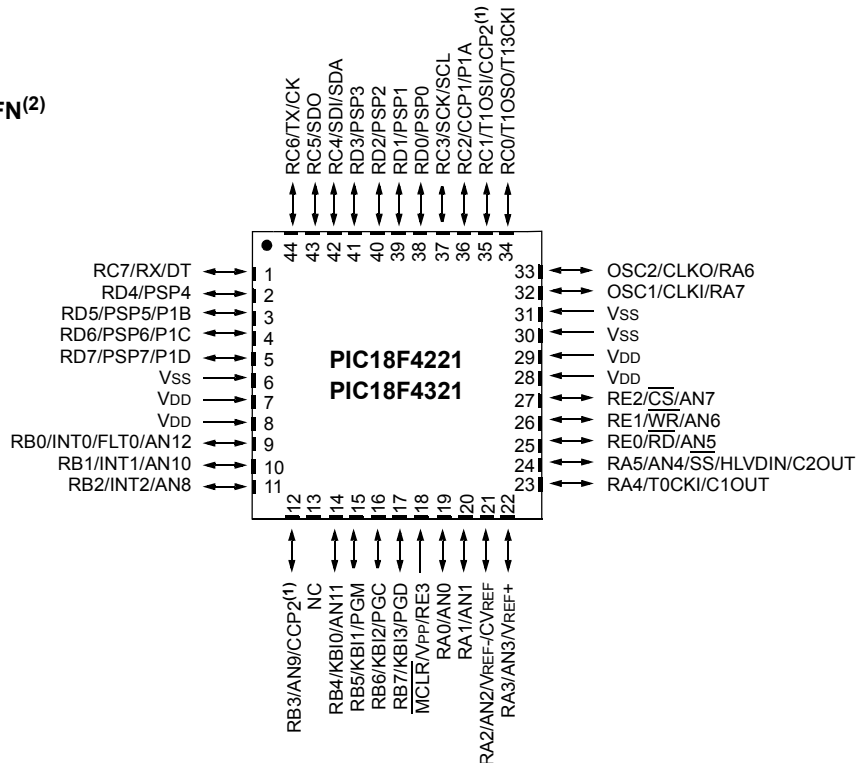 FN(2)
RC6/TX/CK
RC5/SDO
RC4/SDI/SDA
RD3/PSP3
RD2/PSP2
RD1/PSP1
RD0/PSP0
RC3/SCK/SCL
RC2/CCP1/P1A
RC1/T1OSI/CCP2(1)
RC0/T1OSO/T13CKI
44
43
42
41
40
39
38
37
36
35
34
RC7/RX/DT 1
RD4/PSP4 2
RD5/PSP5/P1B 3
RD6/PSP6/P1C 4
RD7/PSP7/P1D 5
VSS 6
VDD 7
VDD 8
RB0/INT0/FLT0/AN12 9
RB1/INT1/AN10 10
RB2/INT2/AN8 11
PIC18F4221
PIC18F4321
33 OSC2/CLKO/RA6
32 OSC1/CLKI/RA7
31 VSS
30 VSS
29 VDD
28 VDD
27 RE2/CS/AN7
26 RE1/WR/AN6
25 RE0/RD/AN5
24 RA5/AN4/SS/HLVDIN/C2OUT
23 RA4/T0CKI/C1OUT
12
13
14
15
16
17
18
19
20
21
22
RB3/AN9/CCP2(1)
NC
RB4/KBI0/AN11
RB5/KBI1/PGM
RB6/KBI2/PGC
RB7/KBI3/PGD
MCLR/VPP/RE3
RA0/AN0
RA1/AN1
RA2/AN2/VREF-/CVREF
RA3/AN3/VREF+